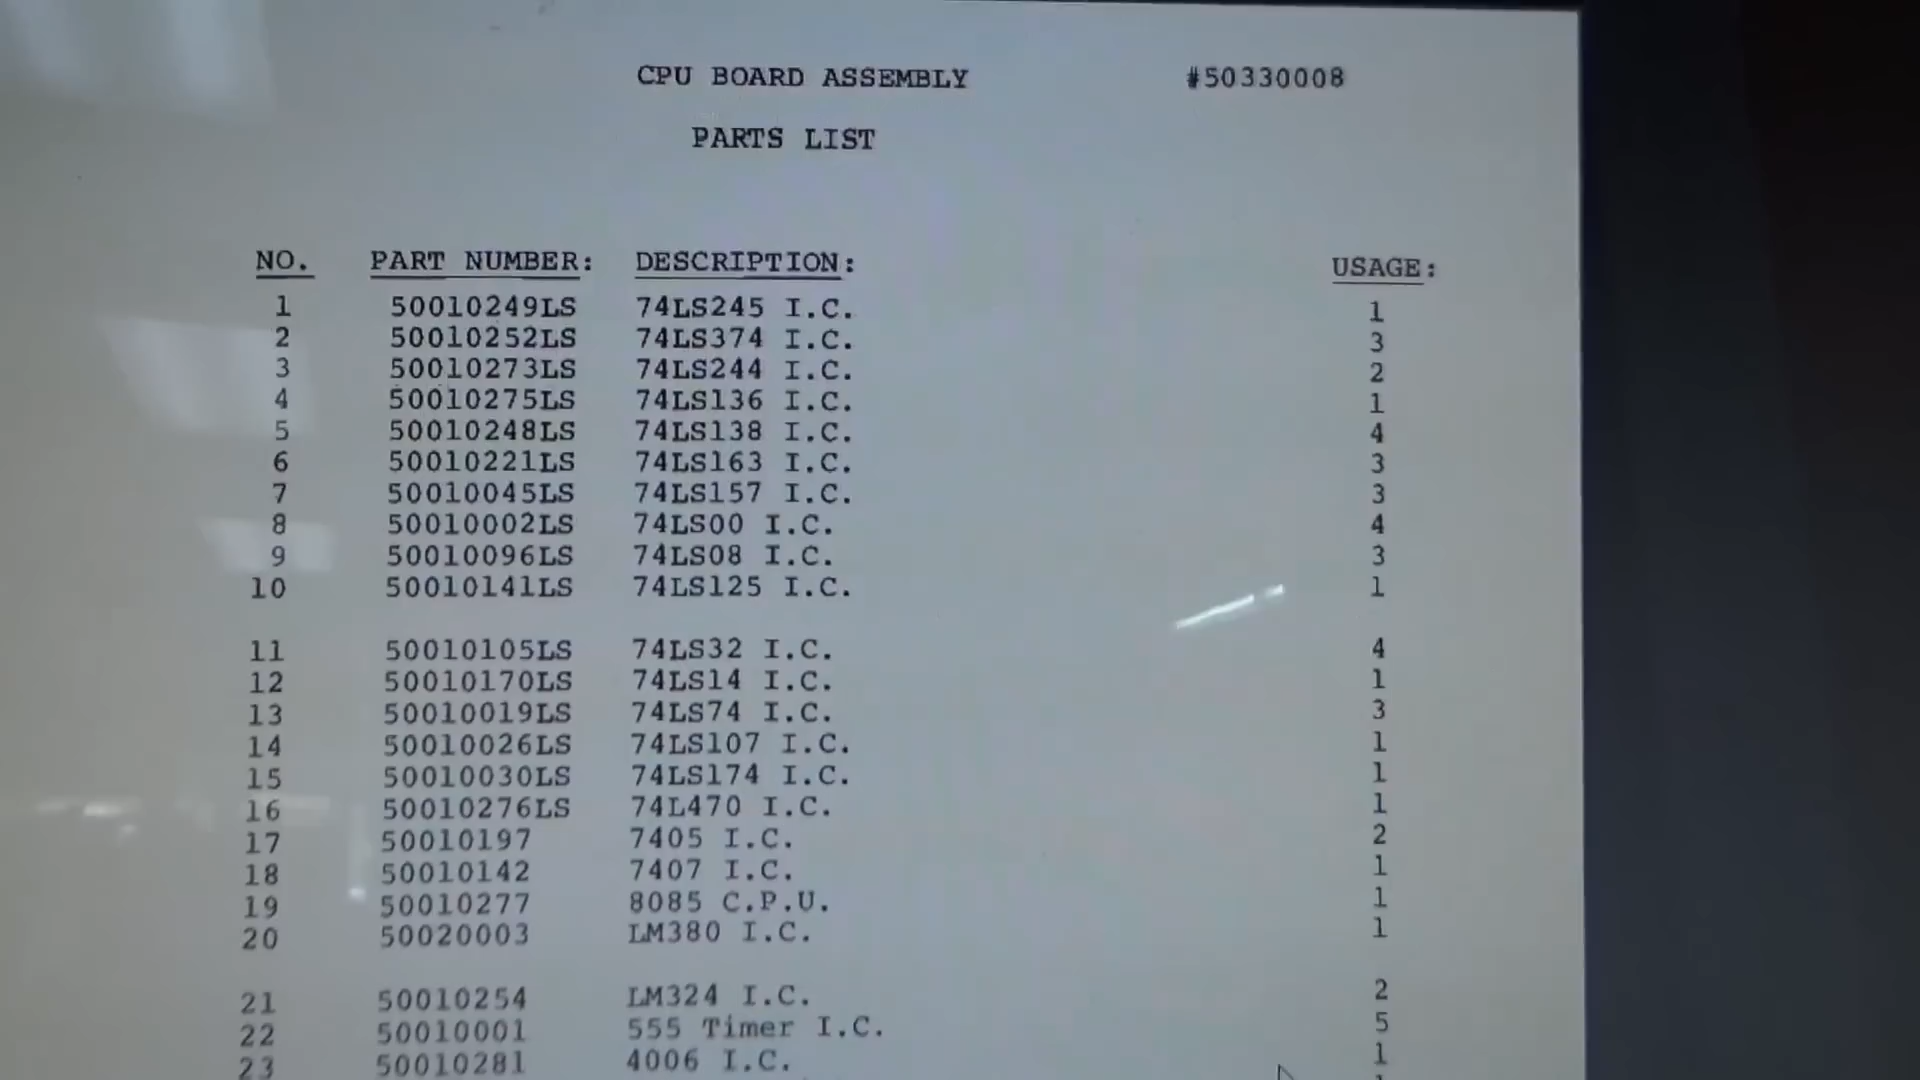 CPU BOARD ASSEMBLY #50330008
PARTS LIST
NO. PART NUMBER: DESCRIPTION: USAGE:
1 50010249LS 74LS245 I.C. 1
2 50010252LS 74LS374 I.C. 3
3 50010273LS 74LS244 I.C. 2
4 50010275LS 74LS136 I.C. 1
5 50010248LS 74LS138 I.C. 4
6 50010221LS 74LS163 I.C. 3
7 50010045LS 74LS157 I.C. 3
8 50010002LS 74LS00 I.C. 4
9 50010096LS 74LS08 I.C. 3
10 50010141LS 74LS125 I.C. 1
11 50010105LS 74LS32 I.C. 4
12 50010170LS 74LS14 I.C. 1
13 50010019LS 74LS74 I.C. 3
14 50010026LS 74LS107 I.C. 1
15 50010030LS 74LS174 I.C. 1
16 50010276LS 74L470 I.C. 1
17 50010197 7405 I.C. 2
18 50010142 7407 I.C. 1
19 50010277 8085 C.P.U. 1
20 50020003 LM380 I.C. 1
21 50010254 LM324 I.C. 2
22 50010001 555 Timer I.C. 5
23 50010281 4006 I.C. 1